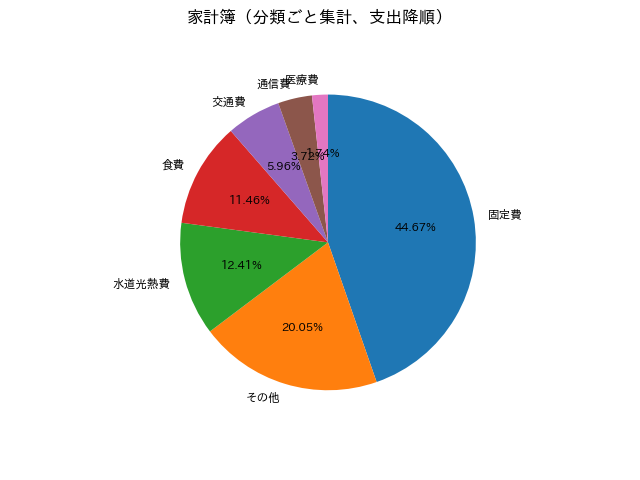 家計簿（分類ごと集計、支出降順）
医療費
通信費
交通費
食費
水道光熱費
その他
固定費
1.74%
3.72%
5.96%
11.46%
12.41%
20.05%
44.67%